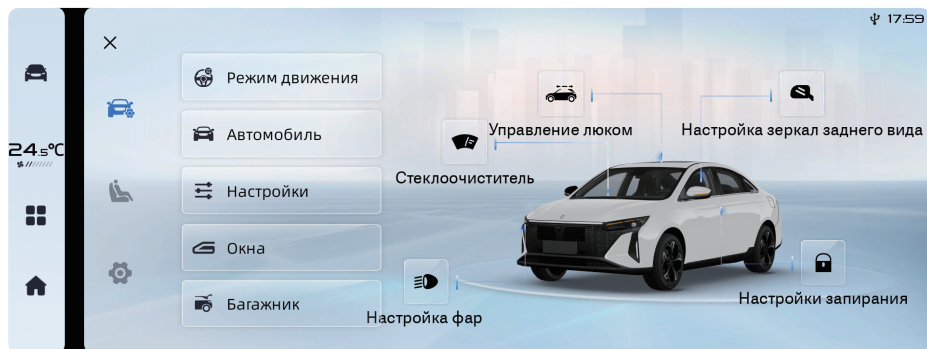 17:59
Режим движения
Автомобиль
Настройки
Окна
Багажник
24.5°C
Управление люком
Настройка зеркал заднего вида
Стеклоочиститель
Настройка фар
Настройки запирания